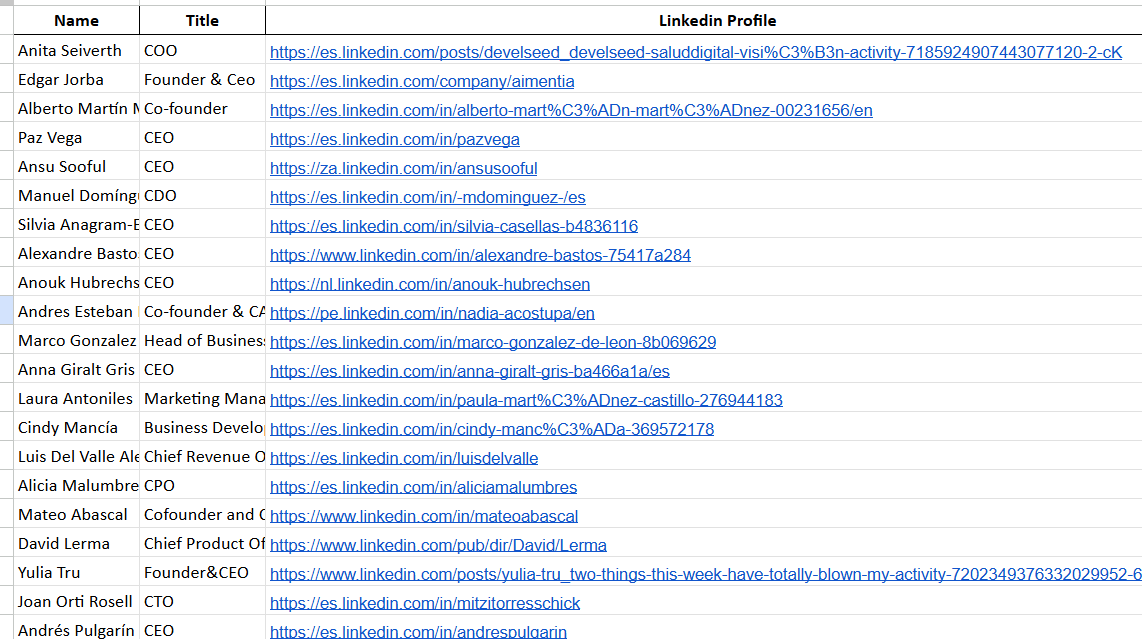 Name Title Linkedin Profile
Anita Seiverth COO https://es.linkedin.com/posts/develseed_develseed-saluddigital-visi%C3%B3n-activity-7185924907443077120-2-cK
Edgar Jorba Founder & Ceo https://es.linkedin.com/company/aimentia
Alberto Martín Co-founder https://es.linkedin.com/in/alberto-mart%C3%ADn-mart%C3%ADnez-00231656/en
Paz Vega CEO https://es.linkedin.com/in/pazvega
Ansu Sooful CEO https://za.linkedin.com/in/ansusooful
Manuel Domíng CDO https://es.linkedin.com/in/-mdominguez-/es
Silvia Anagram-E CEO https://es.linkedin.com/in/silvia-casellas-b4836116
Alexandre Basto CEO https://www.linkedin.com/in/alexandre-bastos-75417a284
Anouk Hubrechs CEO https://nl.linkedin.com/in/anouk-hubrechsen
Andres Esteban Co-founder & CA https://pe.linkedin.com/in/nadia-acostupa/en
Marco Gonzalez Head of Business https://es.linkedin.com/in/marco-gonzalez-de-leon-8b069629
Anna Giralt Gris CEO https://es.linkedin.com/in/anna-giralt-gris-ba466a1a/es
Laura Antoniles Marketing Mana https://es.linkedin.com/in/paula-mart%C3%ADnez-castillo-276944183
Cindy Mancía Business Develo https://es.linkedin.com/in/cindy-manc%C3%ADa-369572178
Luis Del Valle Ale Chief Revenue O https://es.linkedin.com/in/luisdelvalle
Alicia Malumbre CPO https://es.linkedin.com/in/aliciamalumbres
Mateo Abascal Cofounder and C https://www.linkedin.com/in/mateoabascal
David Lerma Chief Product Of https://www.linkedin.com/pub/dir/David/Lerma
Yulia Tru Founder&CEO https://www.linkedin.com/posts/yulia-tru_two-things-this-week-have-totally-blown-my-activity-7202349376332029952-6
Joan Orti Rosell CTO https://es.linkedin.com/in/mitzitorresschick
Andrés Pulgarín CEO https://es.linkedin.com/in/andrespulgarin